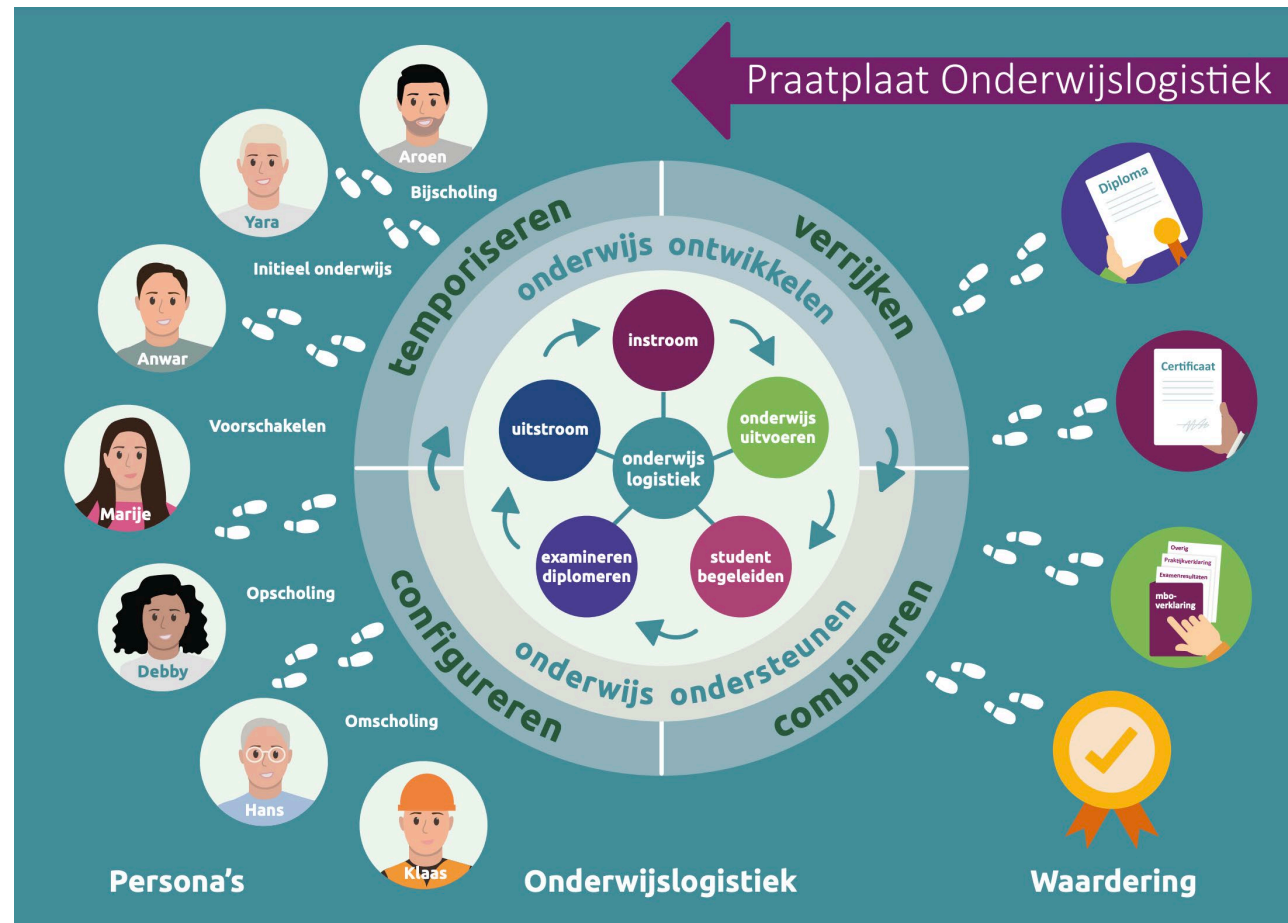 Praatplaat Onderwijslogistiek
Aroen
Yara
Bijscholing
Initieel onderwijs
Anwar
Voorschakelen
Marije
Opscholing
Debby
Omscholing
Hans
Klaas
temporiseren
verrijken
configureren
combineren
onderwijs ontwikkelen
onderwijs ondersteunen
instroom
onderwijs
uitvoeren
student
begeleiden
examineren
diplomeren
uitstroom
onderwijs
logistiek
Diploma
Certificaat
Overig
Praktijkverklaring
Examenresultaten
mbo-
verklaring
Persona's
Onderwijslogistiek
Waardering